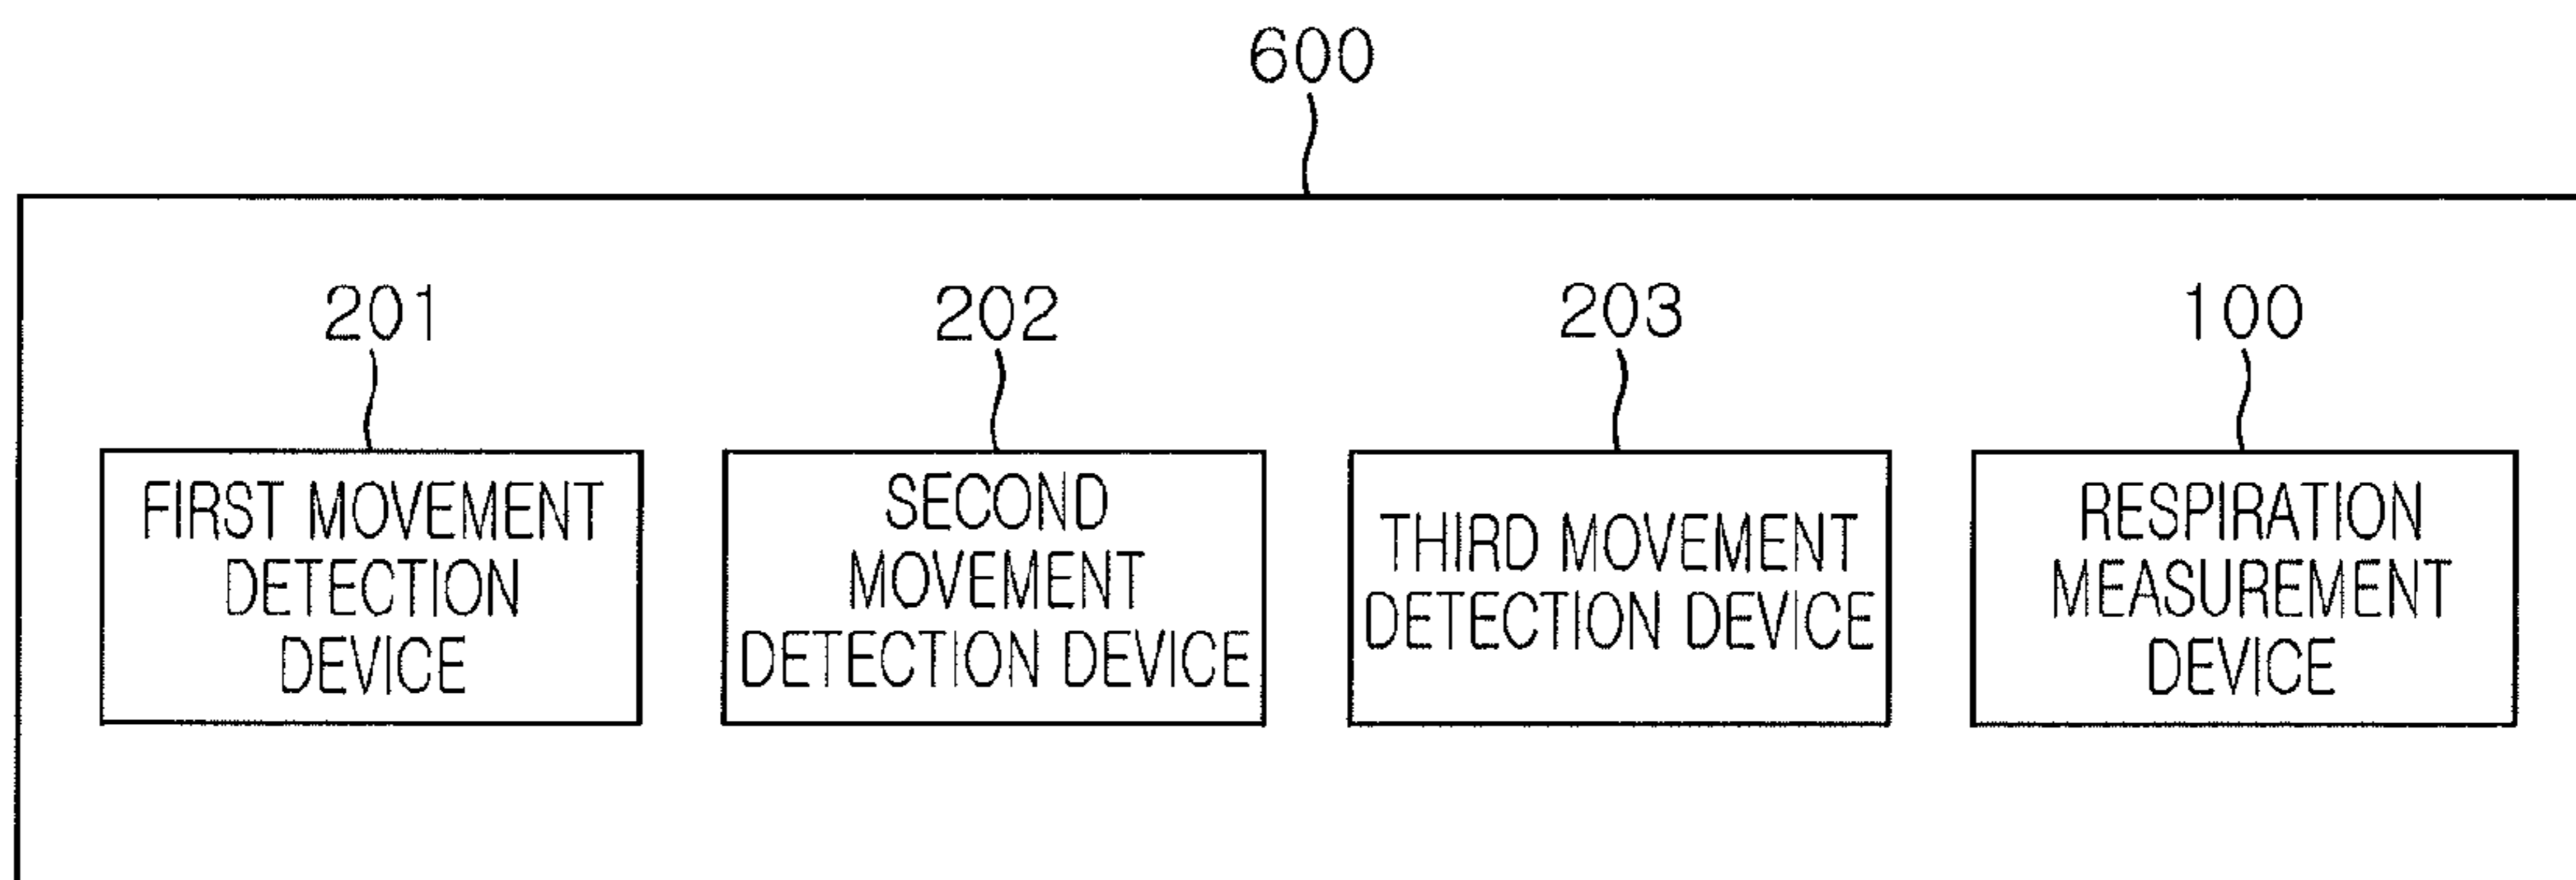 600
201
202
203
100
FIRST MOVEMENT
DETECTION
DEVICE
SECOND
MOVEMENT
DETECTION DEVICE
THIRD MOVEMENT
DETECTION DEVICE
RESPIRATION
MEASUREMENT
DEVICE